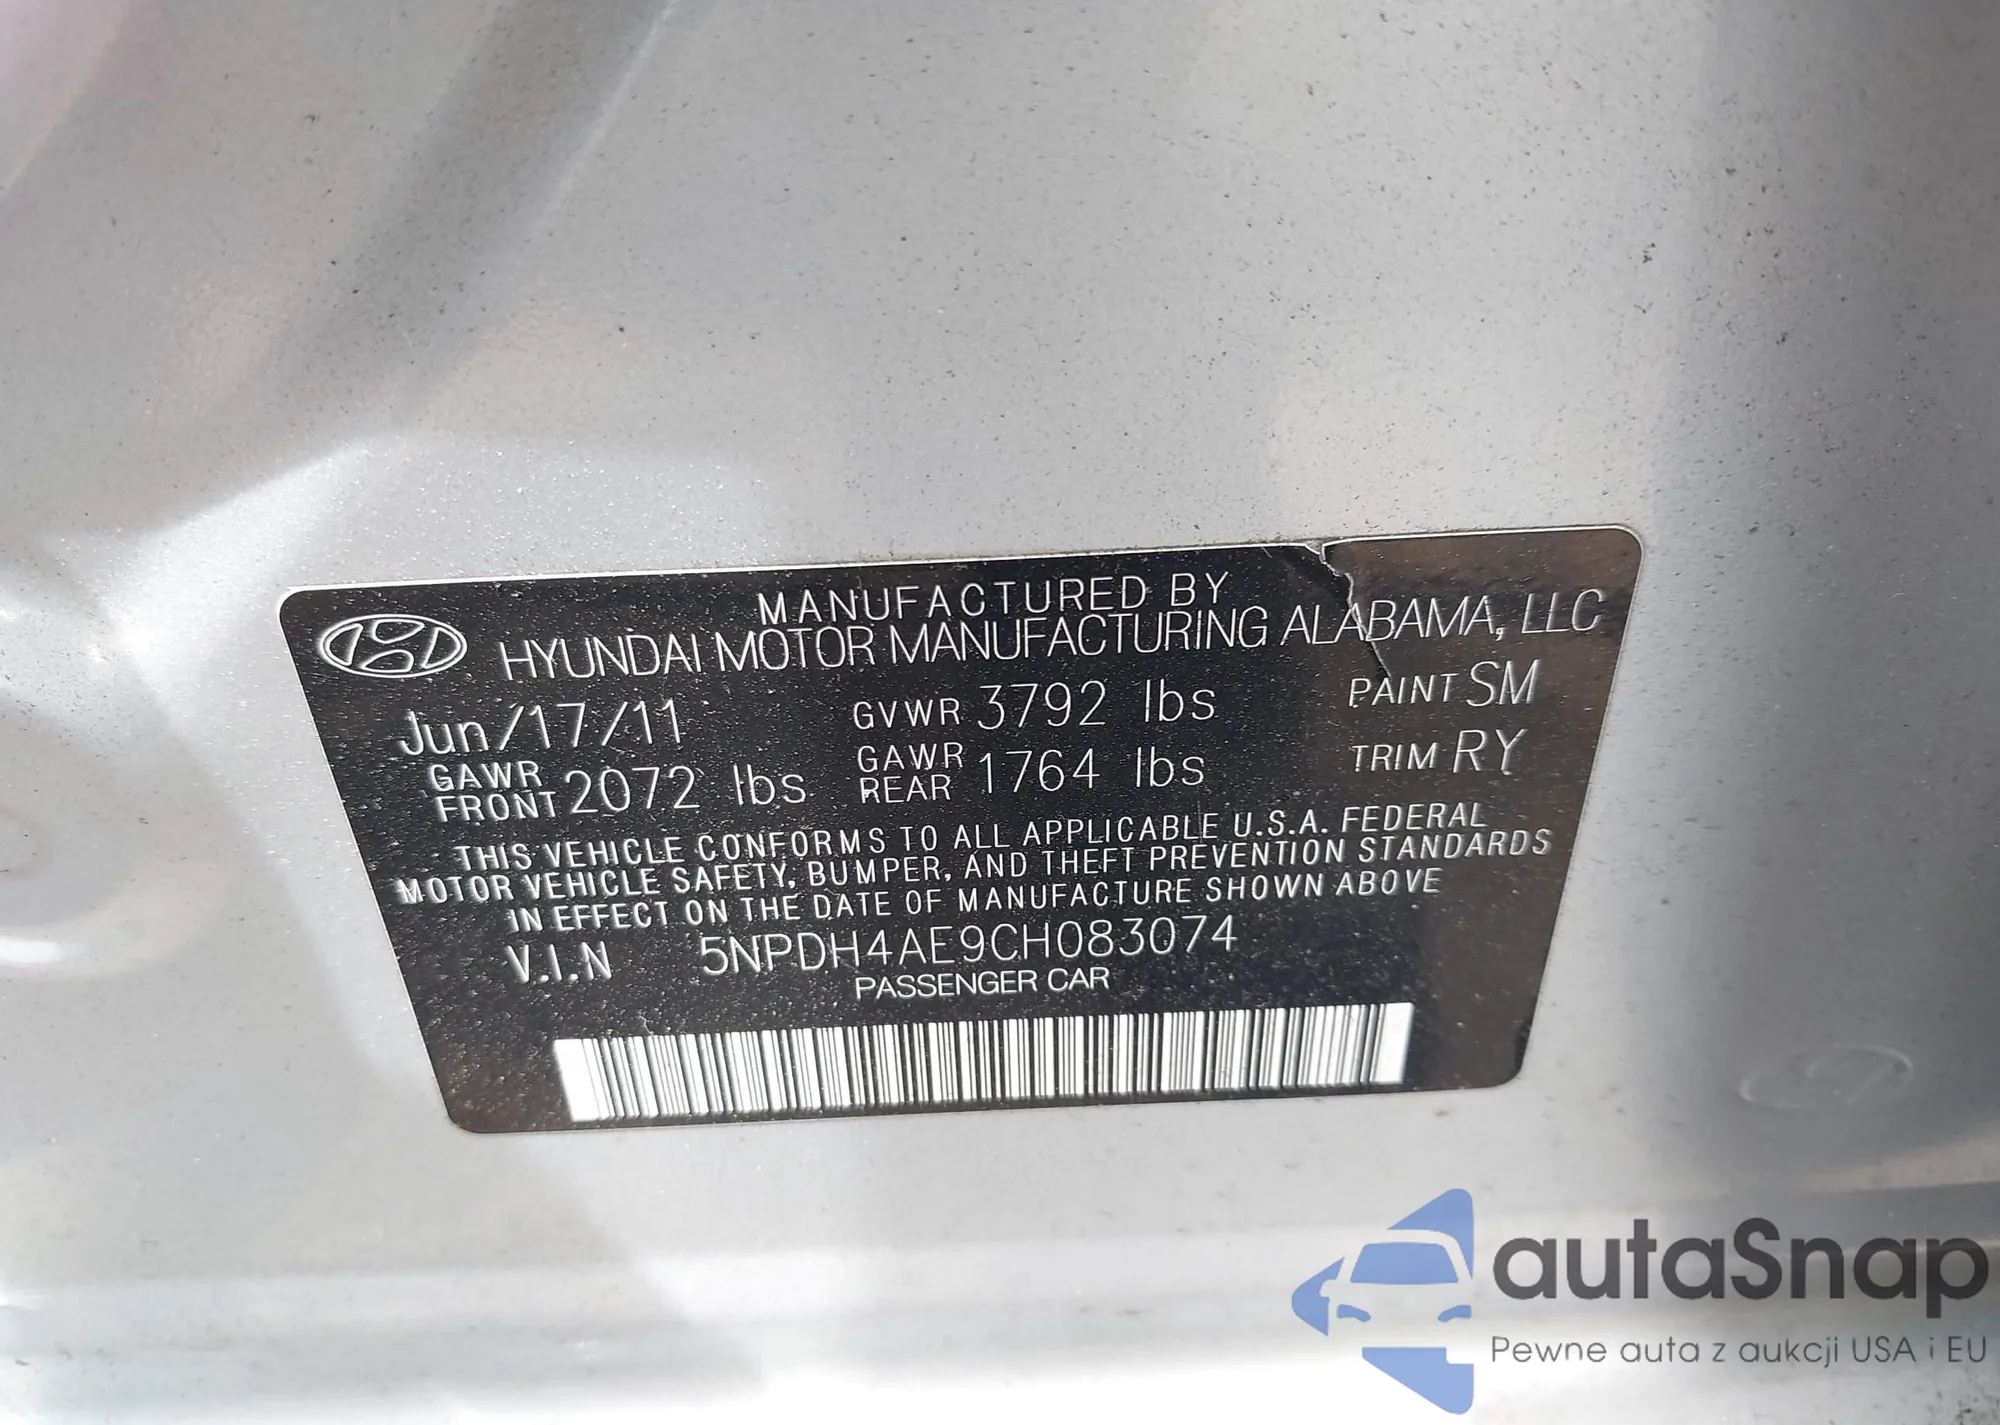 MANUFACTURED BY
HYUNDAI MOTOR MANUFACTURING ALABAMA, LLC
Jun/17/11 GVWR 3792 lbs PAINT SM
GAWR FRONT 2072 lbs GAWR REAR 1764 lbs TRIM RY
THIS VEHICLE CONFORMS TO ALL APPLICABLE U.S.A. FEDERAL
MOTOR VEHICLE SAFETY, BUMPER, AND THEFT PREVENTION STANDARDS
IN EFFECT ON THE DATE OF MANUFACTURE SHOWN ABOVE
V.I.N 5NPDH4AE9CH083074
PASSENGER CAR
autaSnap
Pewne auta z aukcji USA i EU